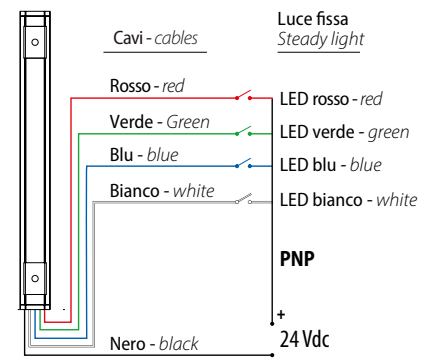 Cavi - cables
Luce fissa
Steady light
Rosso - red
LED rosso - red
Verde - Green
LED verde - green
Blu - blue
LED blu - blue
Bianco - white
LED bianco - white
PNP
+
24 Vdc
Nero - black